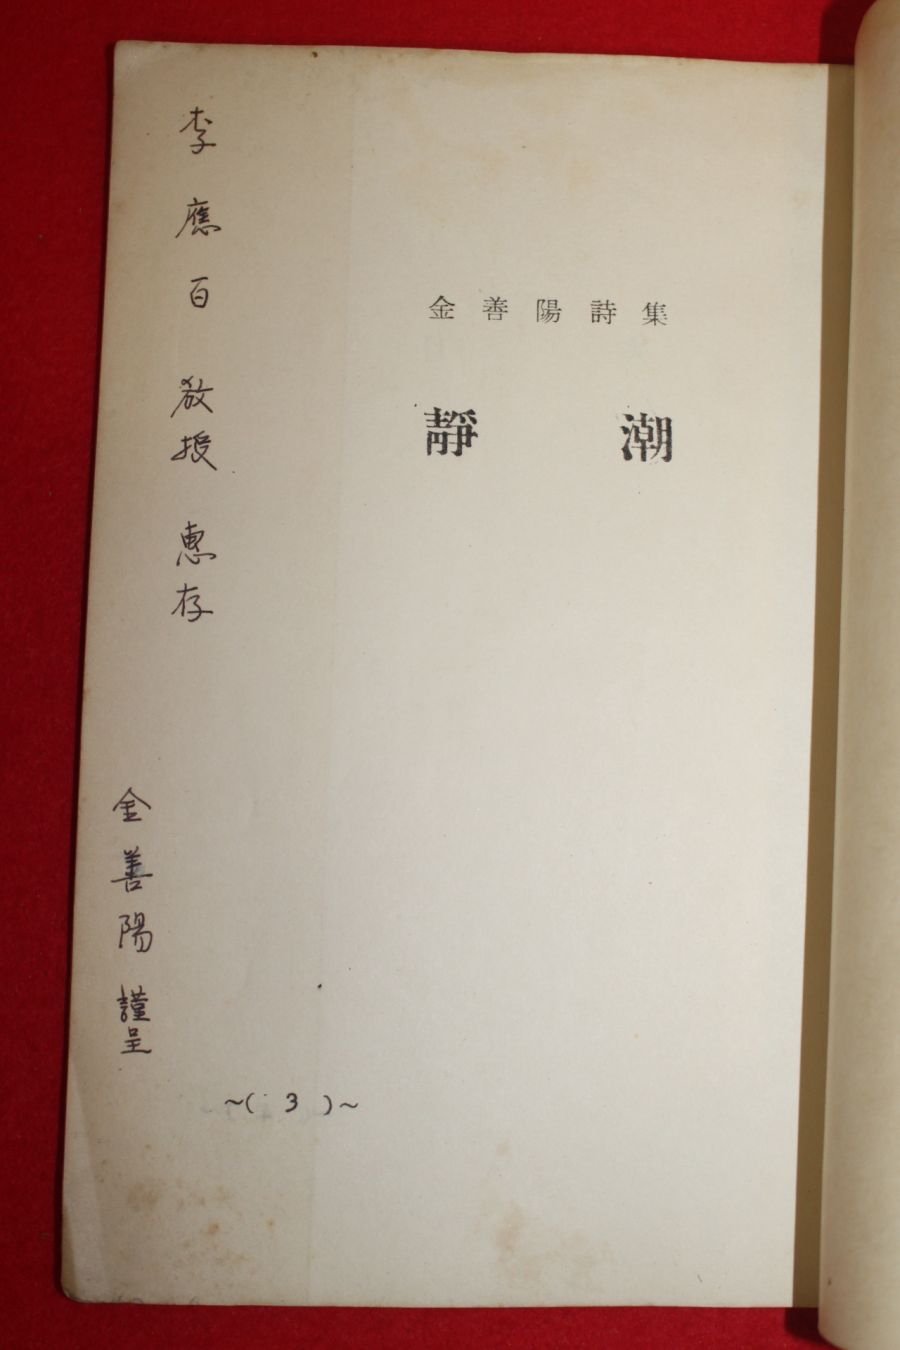 金善陽詩集
靜潮
李應百 敎授 惠存
金善陽 謹呈
~( 3 )~